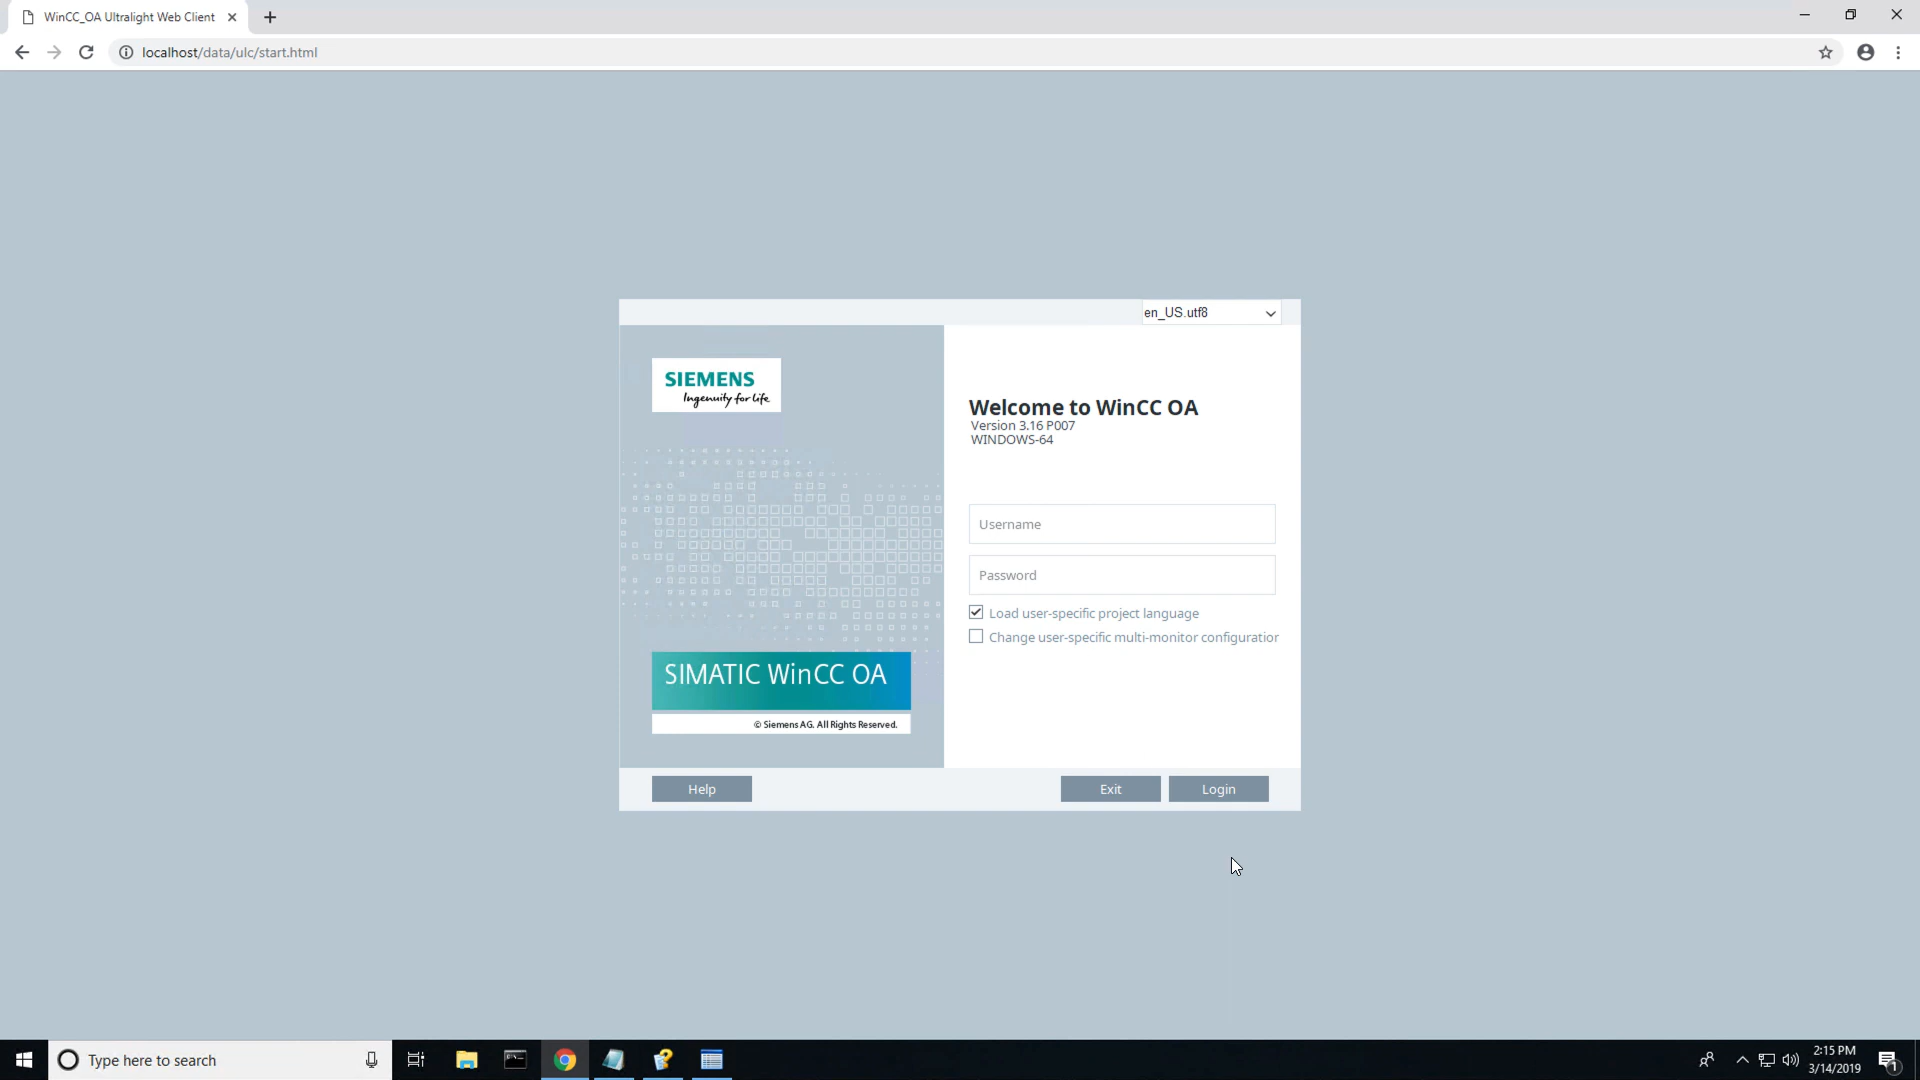 WinCC_OA Ultralight Web Client
localhost/data/ulc/start.html
en_US.utf8
SIEMENS
Ingenuity for life
Welcome to WinCC OA
Version 3.16 P007
WINDOWS-64
Username
Password
Load user-specific project language
Change user-specific multi-monitor configuration
SIMATIC WinCC OA
© Siemens AG. All Rights Reserved.
Help
Exit
Login
Type here to search
2:15 PM
3/14/2019
1